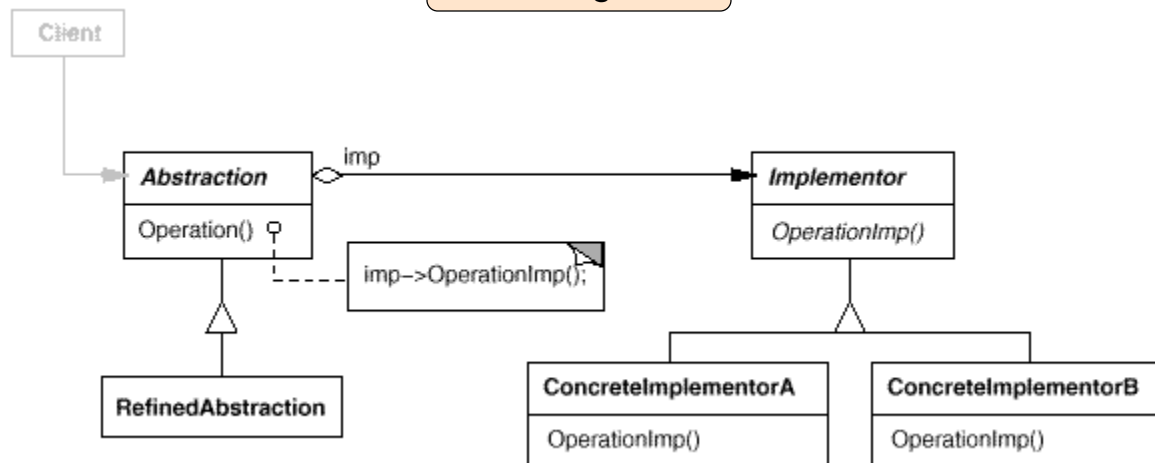 Client
imp
Abstraction
Implementor
Operation()
OperationImp()
imp−>OperationImp();
ConcreteImplementorA
ConcreteImplementorB
RefinedAbstraction
OperationImp()
OperationImp()